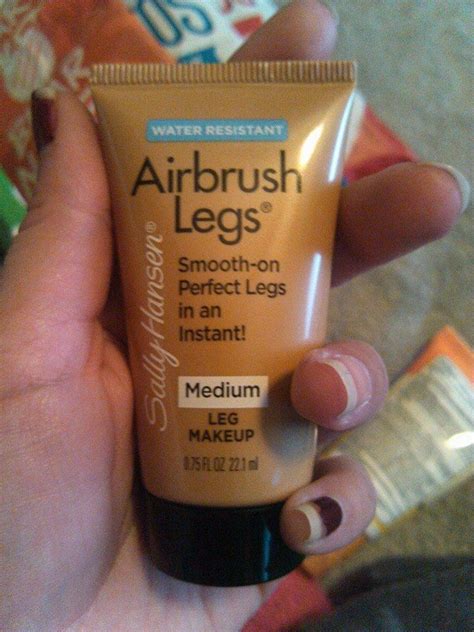 OS
WATER RESISTANT
Airbrush
Legs®
Smooth-on
Perfect Legs
in an
Instant!
Sally Hansen®
Medium
LEG
MAKEUP
0.75 FL OZ 22.1 ml